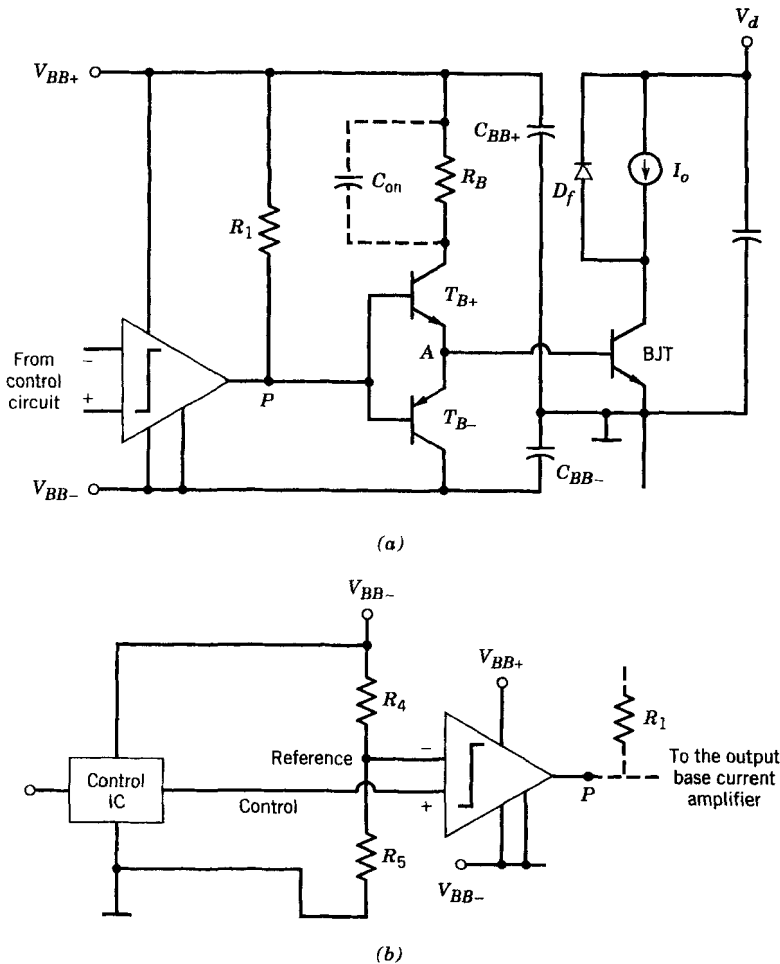 V_d
V_BB+
C_BB+
C_on
R_B
D_f
I_o
R_1
T_B+
From control circuit
−
+
A
BJT
P
T_B−
V_BB−
C_BB−
(a)
V_BB−
R_4
V_BB+
R_1
Reference
−
Control IC
To the output base current amplifier
Control
+
P
R_5
V_BB−
(b)